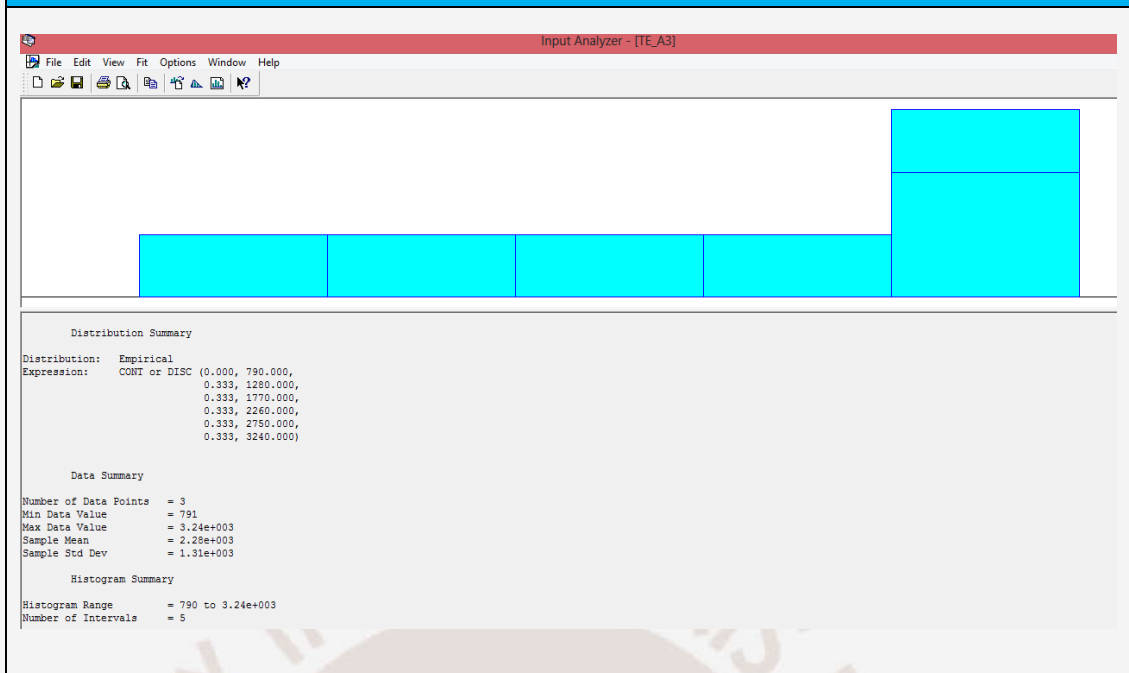 Input Analyzer - [TE_A3]
File Edit View Fit Options Window Help
Distribution Summary
Distribution: Empirical
Expression: CONT or DISC (0.000, 790.000,
0.333, 1280.000,
0.333, 1770.000,
0.333, 2260.000,
0.333, 2750.000,
0.333, 3240.000)
Data Summary
Number of Data Points = 3
Min Data Value = 791
Max Data Value = 3.24e+003
Sample Mean = 2.28e+003
Sample Std Dev = 1.31e+003
Histogram Summary
Histogram Range = 790 to 3.24e+003
Number of Intervals = 5